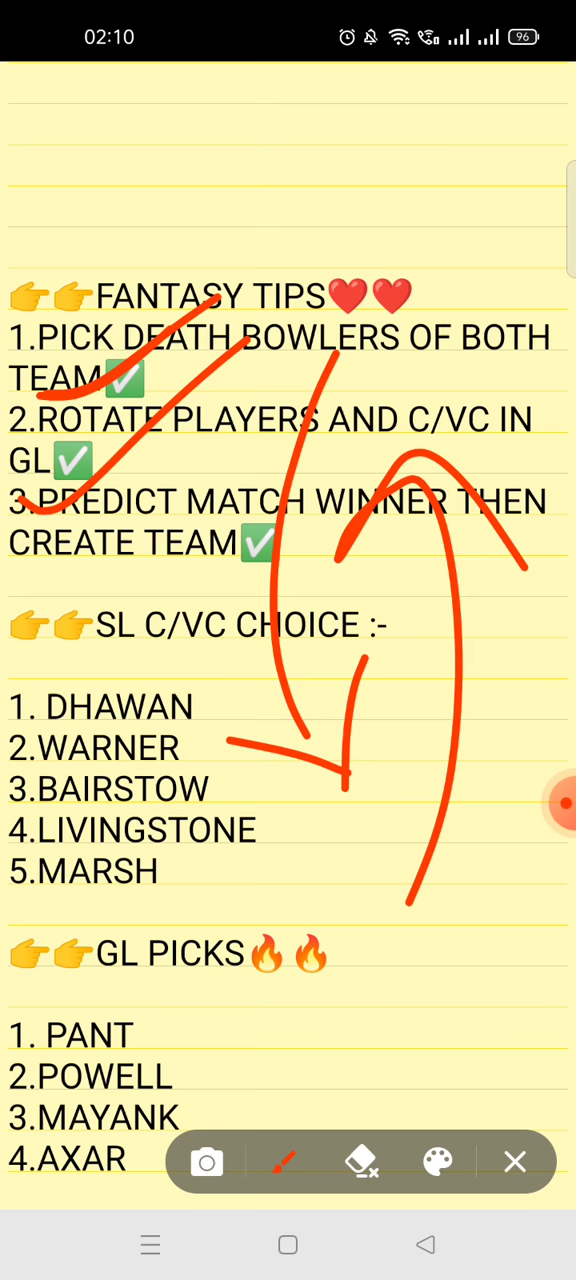 02:10
96
👉👉FANTASY TIPS❤️❤️
1.PICK DEATH BOWLERS OF BOTH
TEAM✅
2.ROTATE PLAYERS AND C/VC IN
GL✅
3.PREDICT MATCH WINNER THEN
CREATE TEAM✅
👉👉SL C/VC CHOICE :-
1. DHAWAN
2.WARNER
3.BAIRSTOW
4.LIVINGSTONE
5.MARSH
👉👉GL PICKS🔥🔥
1. PANT
2.POWELL
3.MAYANK
4.AXAR